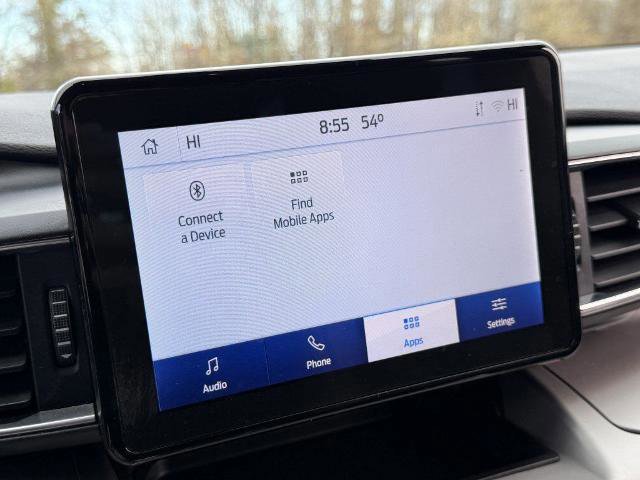 HI 8:55 54° HI
Connect
a Device
Find
Mobile Apps
Audio
Phone
Apps
Settings